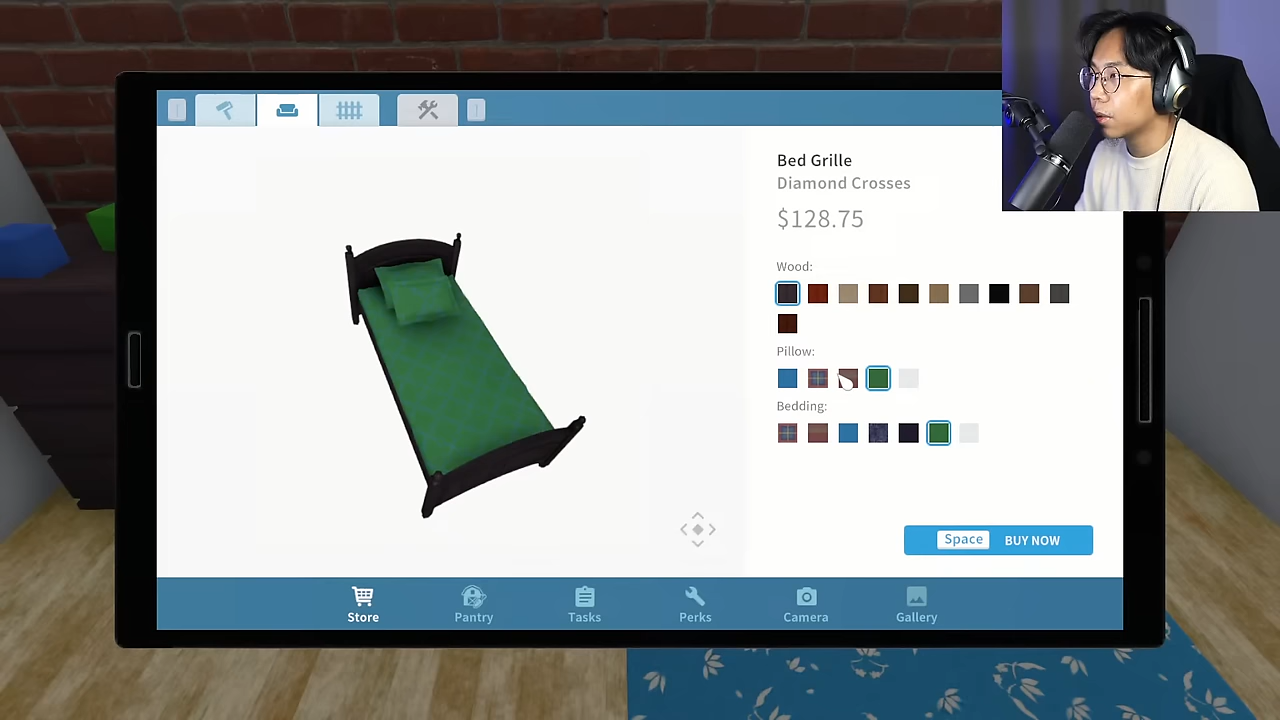 Bed Grille
Diamond Crosses
$128.75
Wood:
Pillow:
Bedding:
Space BUY NOW
Store Pantry Tasks Perks Camera Gallery